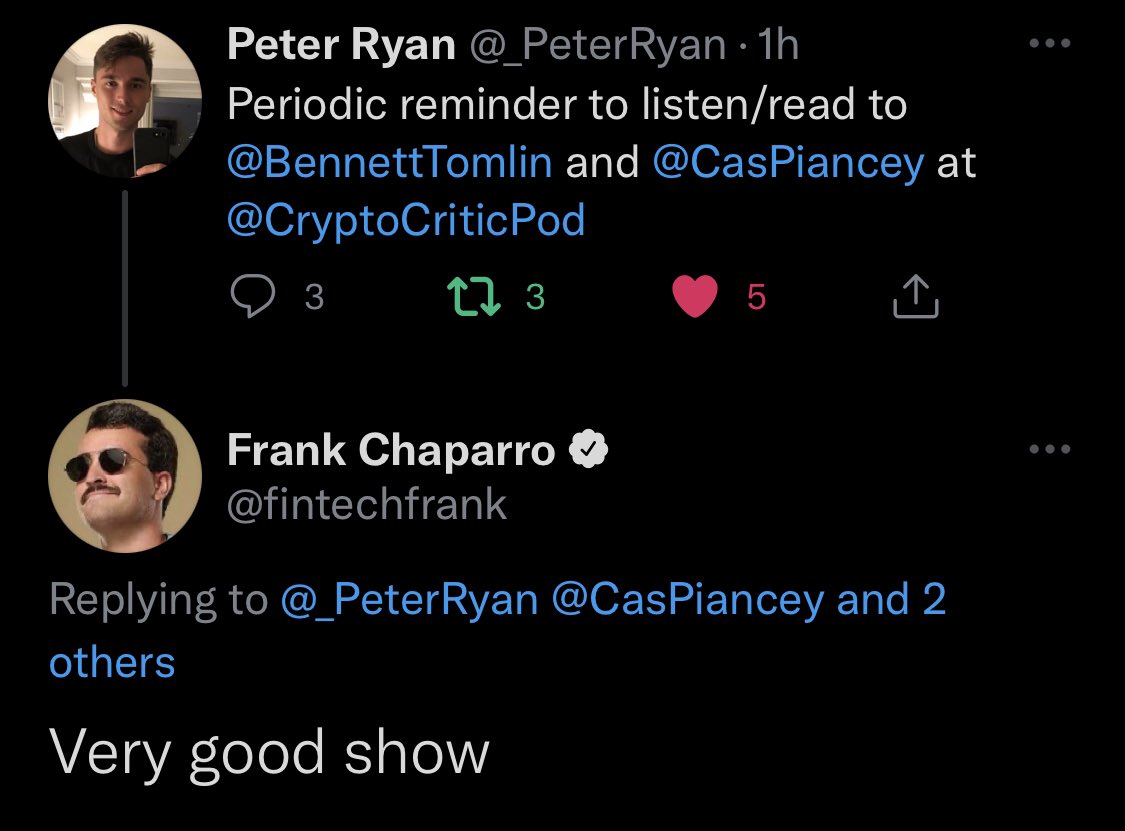 Peter Ryan @_PeterRyan · 1h
Periodic reminder to listen/read to
@BennettTomlin and @CasPiancey at
@CryptoCriticPod
3 3 5
Frank Chaparro
@fintechfrank
Replying to @_PeterRyan @CasPiancey and 2
others
Very good show